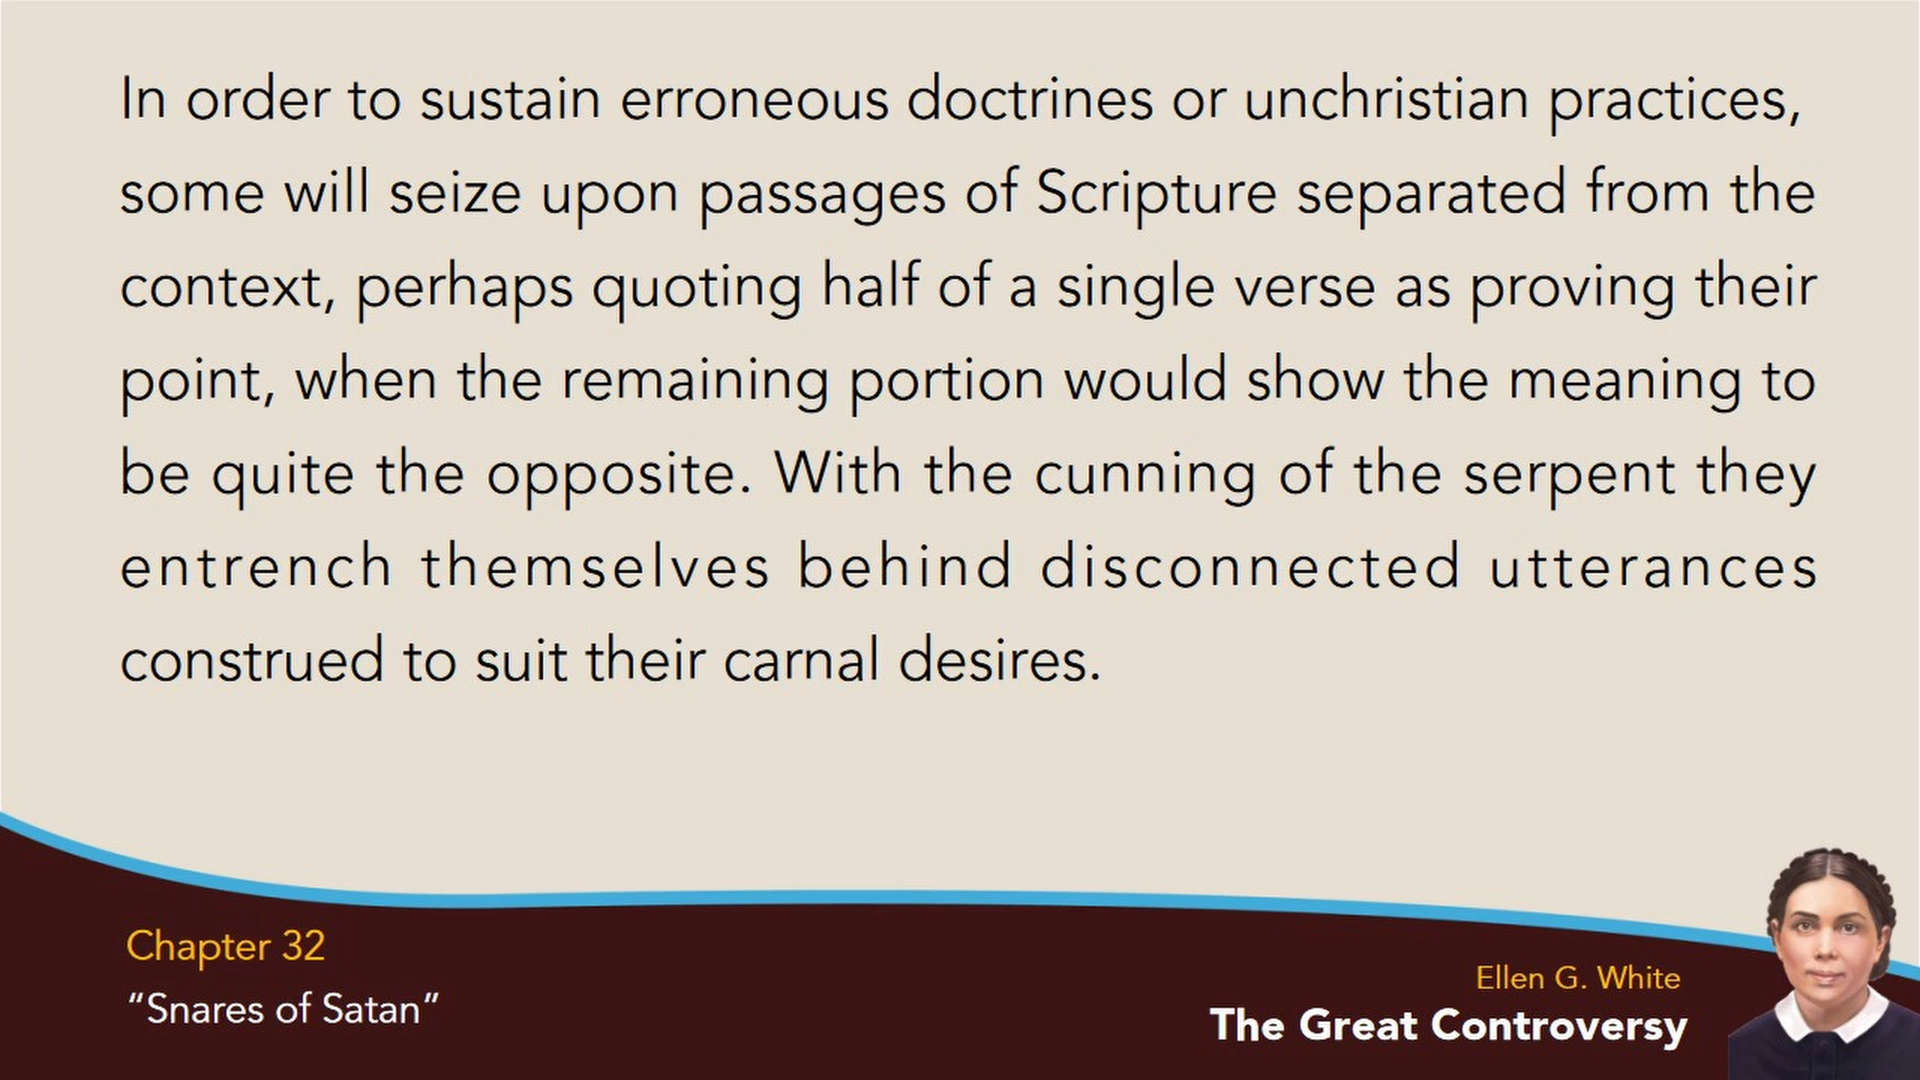 In order to sustain erroneous doctrines or unchristian practices,
some will seize upon passages of Scripture separated from the
context, perhaps quoting half of a single verse as proving their
point, when the remaining portion would show the meaning to
be quite the opposite. With the cunning of the serpent they
entrench themselves behind disconnected utterances
construed to suit their carnal desires.
Chapter 32
“Snares of Satan”
Ellen G. White
The Great Controversy